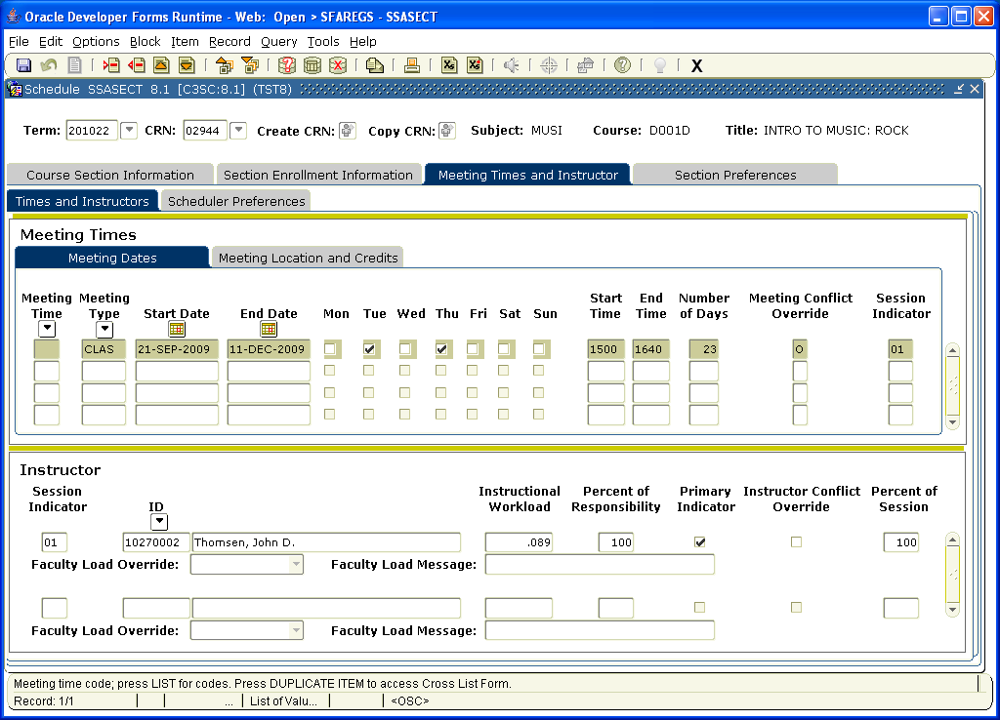 Oracle Developer Forms Runtime - Web: Open > SFAREGS - SSASECT
File Edit Options Block Item Record Query Tools Help
X
Schedule SSASECT 8.1 [C3SC:8.1] (TST8)
Term: 201022 CRN: 02944 Create CRN: Copy CRN: Subject: MUSI Course: D001D Title: INTRO TO MUSIC: ROCK
Course Section Information Section Enrollment Information Meeting Times and Instructor Section Preferences
Times and Instructors Scheduler Preferences
Meeting Times
Meeting Dates Meeting Location and Credits
Meeting Meeting Start End Number Meeting Conflict Session
Time Type Start Date End Date Mon Tue Wed Thu Fri Sat Sun Time Time of Days Override Indicator
CLAS 21-SEP-2009 11-DEC-2009 1500 1640 23 O 01
Instructor
Session Instructional Percent of Primary Instructor Conflict Percent of
Indicator ID Workload Responsibility Indicator Override Session
01 10270002 Thomsen, John D. .089 100 100
Faculty Load Override: Faculty Load Message:
Faculty Load Override: Faculty Load Message:
Meeting time code; press LIST for codes. Press DUPLICATE ITEM to access Cross List Form.
Record: 1/1 ... List of Valu... <OSC>